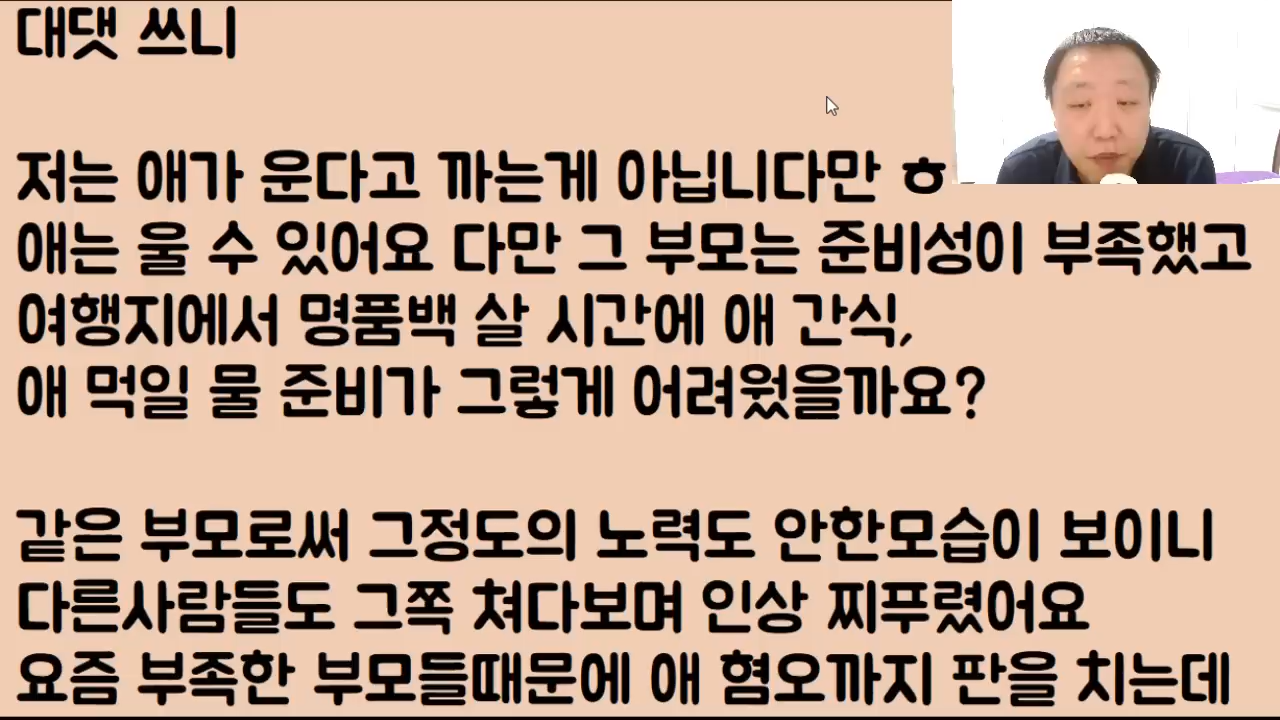 대댓 쓰니
저는 애가 운다고 까는게 아닙니다만 ㅎ
애는 울 수 있어요 다만 그 부모는 준비성이 부족했고
여행지에서 명품백 살 시간에 애 간식,
애 먹일 물 준비가 그렇게 어려웠을까요?
같은 부모로써 그정도의 노력도 안한모습이 보이니
다른사람들도 그쪽 쳐다보며 인상 찌푸렸어요
요즘 부족한 부모들때문에 애 혐오까지 판을 치는데